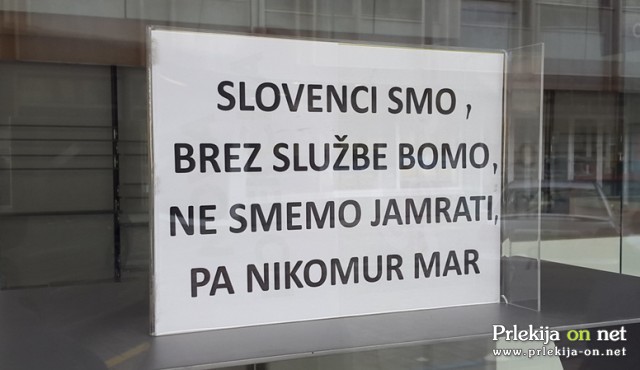 SLOVENCI SMO ,
BREZ SLUŽBE BOMO,
NE SMEMO JAMRATI,
PA NIKOMUR MAR
Prlekija on net
www.prlekija-on.net